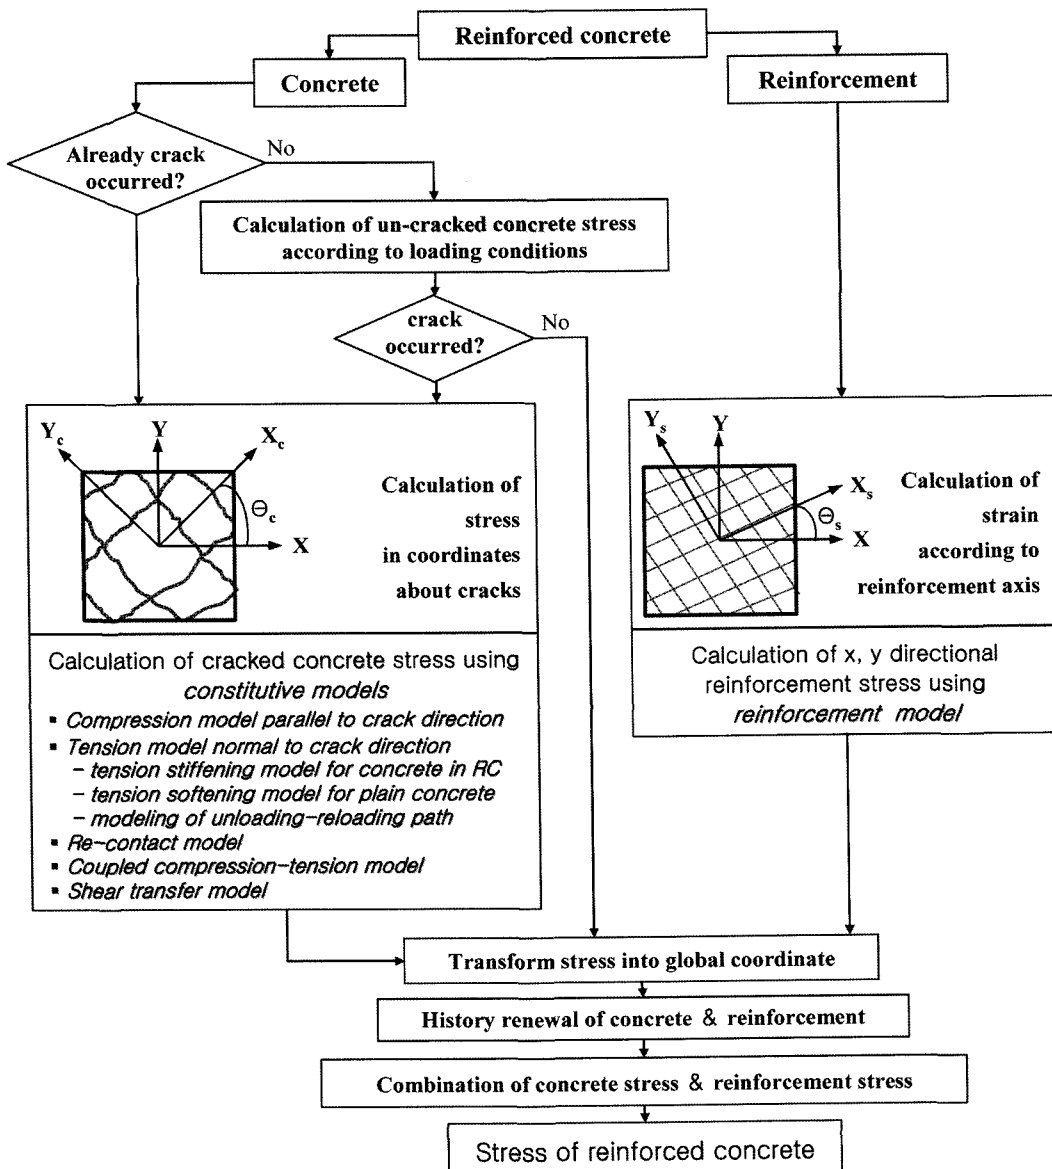 Reinforced concrete
Concrete
Reinforcement
Already crack
occurred?
No
Calculation of un-cracked concrete stress
according to loading conditions
crack
occurred?
No
Y_c
Y
X_c
Θ_c
X
Calculation of
stress
in coordinates
about cracks
Calculation of cracked concrete stress using
constitutive models
▪ Compression model parallel to crack direction
▪ Tension model normal to crack direction
– tension stiffening model for concrete in RC
– tension softening model for plain concrete
– modeling of unloading–reloading path
▪ Re–contact model
▪ Coupled compression–tension model
▪ Shear transfer model
Y_s
Y
X_s
Θ_s
X
Calculation of
strain
according to
reinforcement axis
Calculation of x, y directional
reinforcement stress using
reinforcement model
Transform stress into global coordinate
History renewal of concrete & reinforcement
Combination of concrete stress & reinforcement stress
Stress of reinforced concrete